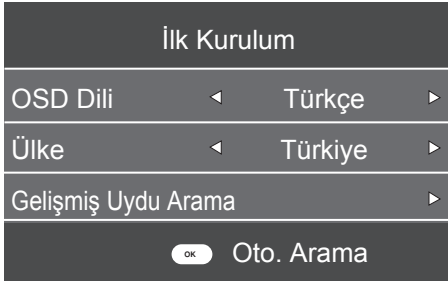 İlk Kurulum
OSD Dili Türkçe
Ülke Türkiye
Gelişmiş Uydu Arama
OK Oto. Arama